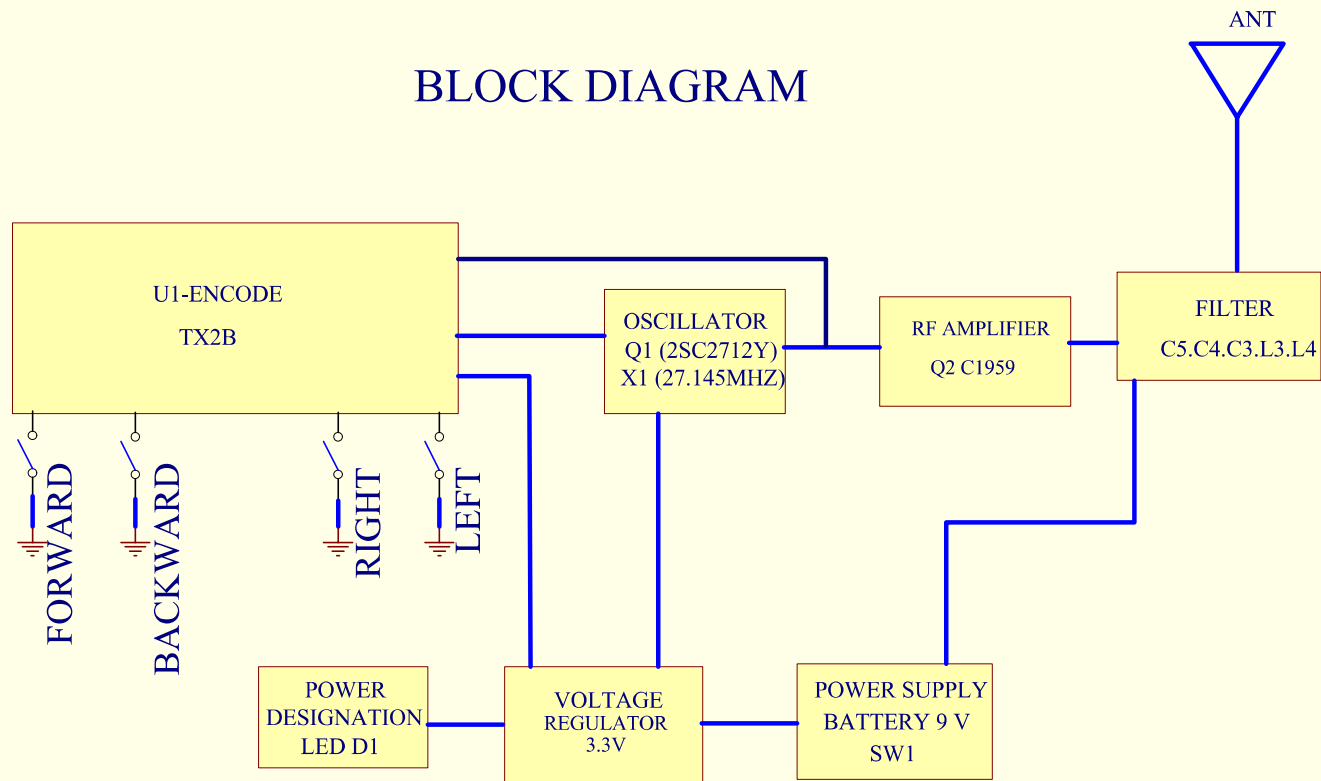 ANT
BLOCK DIAGRAM
U1-ENCODE
TX2B
OSCILLATOR
Q1 (2SC2712Y)
X1 (27.145MHZ)
RF AMPLIFIER
Q2 C1959
FILTER
C5.C4.C3.L3.L4
FORWARD
BACKWARD
RIGHT
LEFT
POWER
DESIGNATION
LED D1
VOLTAGE
REGULATOR
3.3V
POWER SUPPLY
BATTERY 9 V
SW1